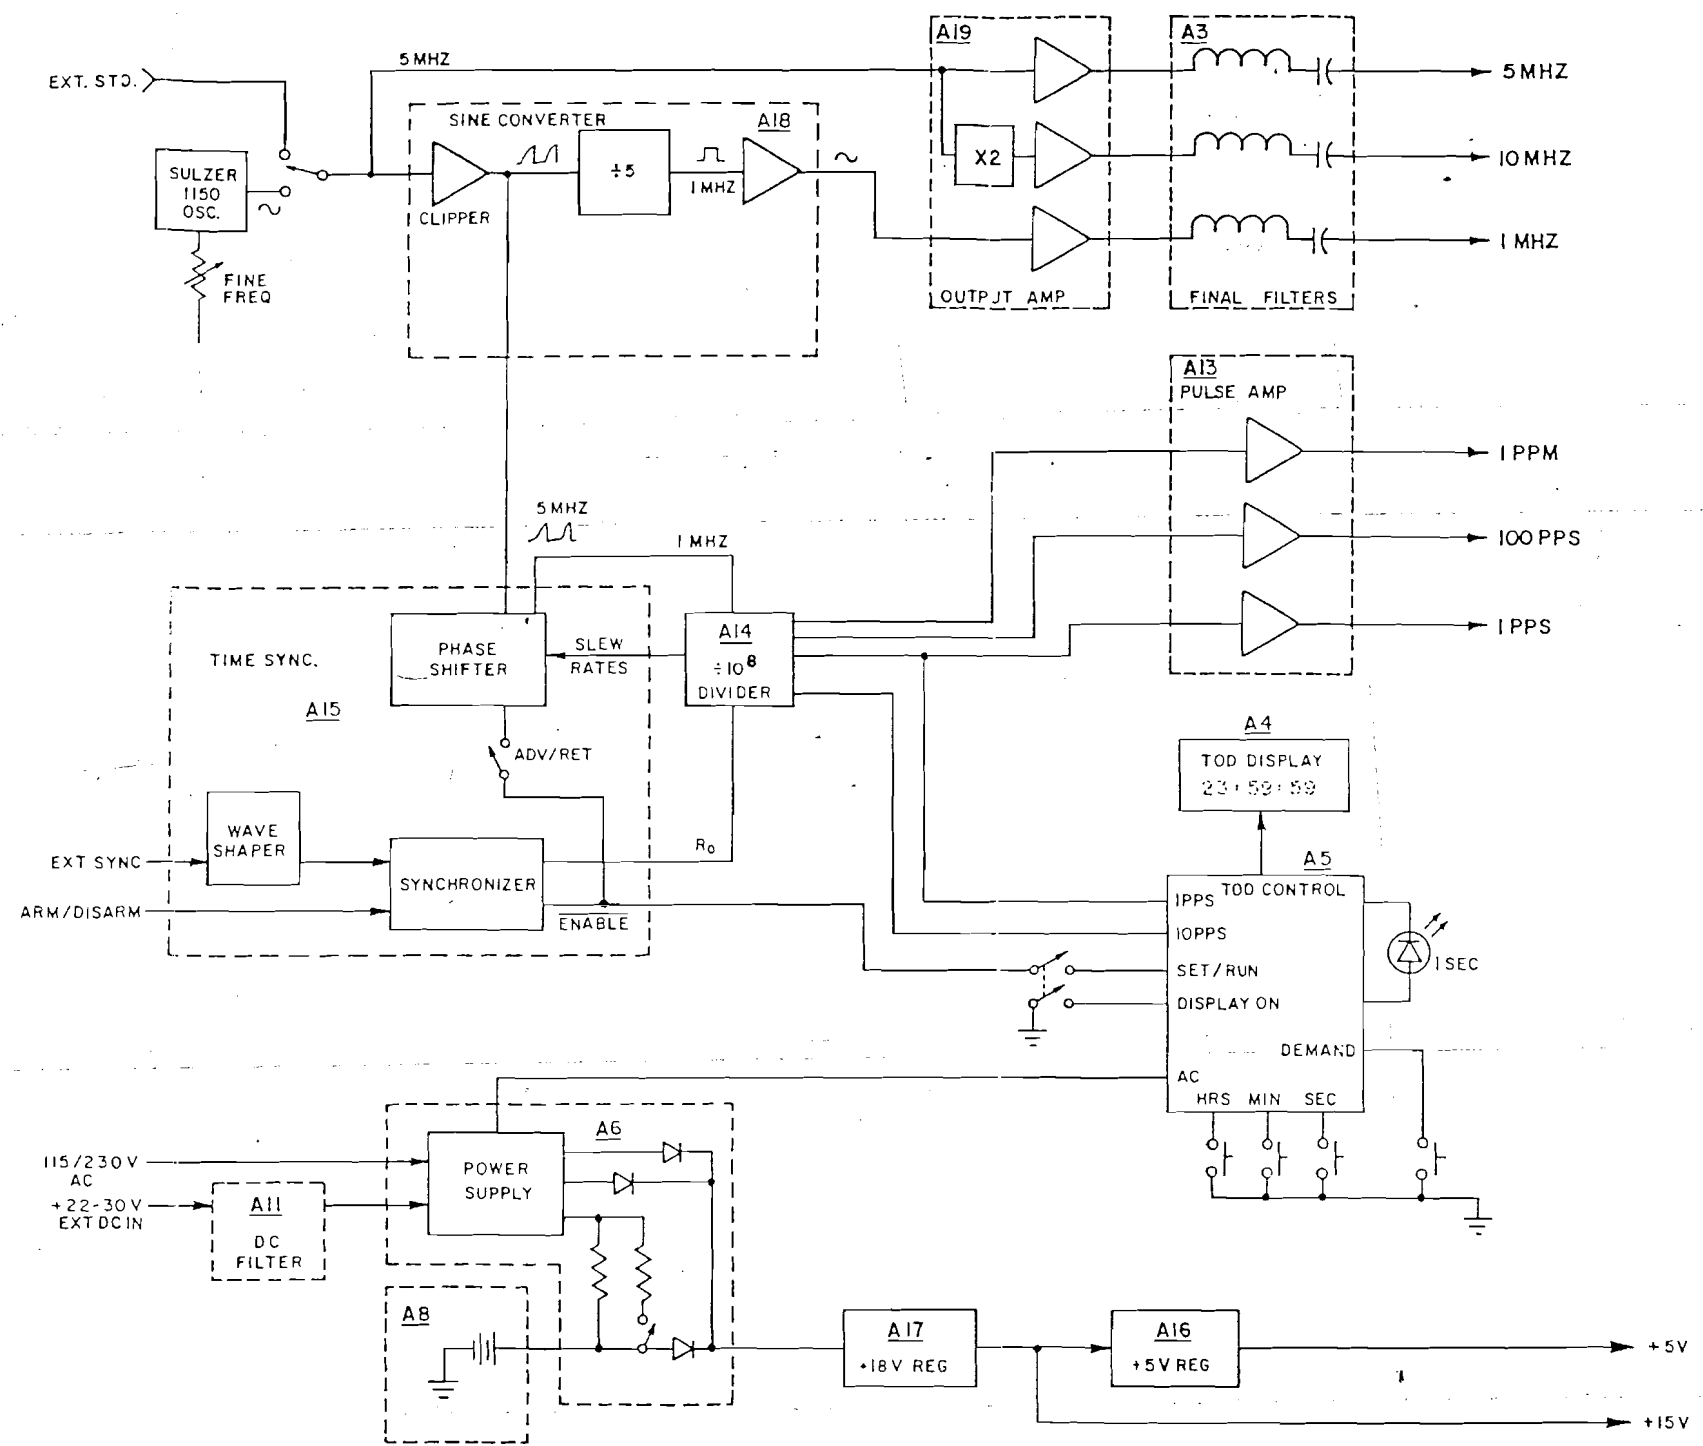 EXT. STD.
SULZER
1150
OSC.
FINE
FREQ
5 MHZ
SINE CONVERTER
A18
CLIPPER
÷5
1 MHZ
A19
X2
OUTPUT AMP
A3
FINAL FILTERS
5 MHZ
10 MHZ
1 MHZ
A13
PULSE AMP
1 PPM
100 PPS
1 PPS
5 MHZ
1 MHZ
TIME SYNC.
A15
PHASE
SHIFTER
SLEW
RATES
A14
÷10⁸
DIVIDER
ADV/RET
WAVE
SHAPER
EXT SYNC
ARM/DISARM
SYNCHRONIZER
R₀
ENABLE
A4
TOD DISPLAY
23:59:59
A5
TOD CONTROL
1PPS
10PPS
SET/RUN
DISPLAY ON
1 SEC
DEMAND
AC
HRS MIN SEC
115/230 V
AC
+22-30 V
EXT DC IN
A11
DC
FILTER
A6
POWER
SUPPLY
A8
A17
+18V REG
A16
+5V REG
+5V
+15V